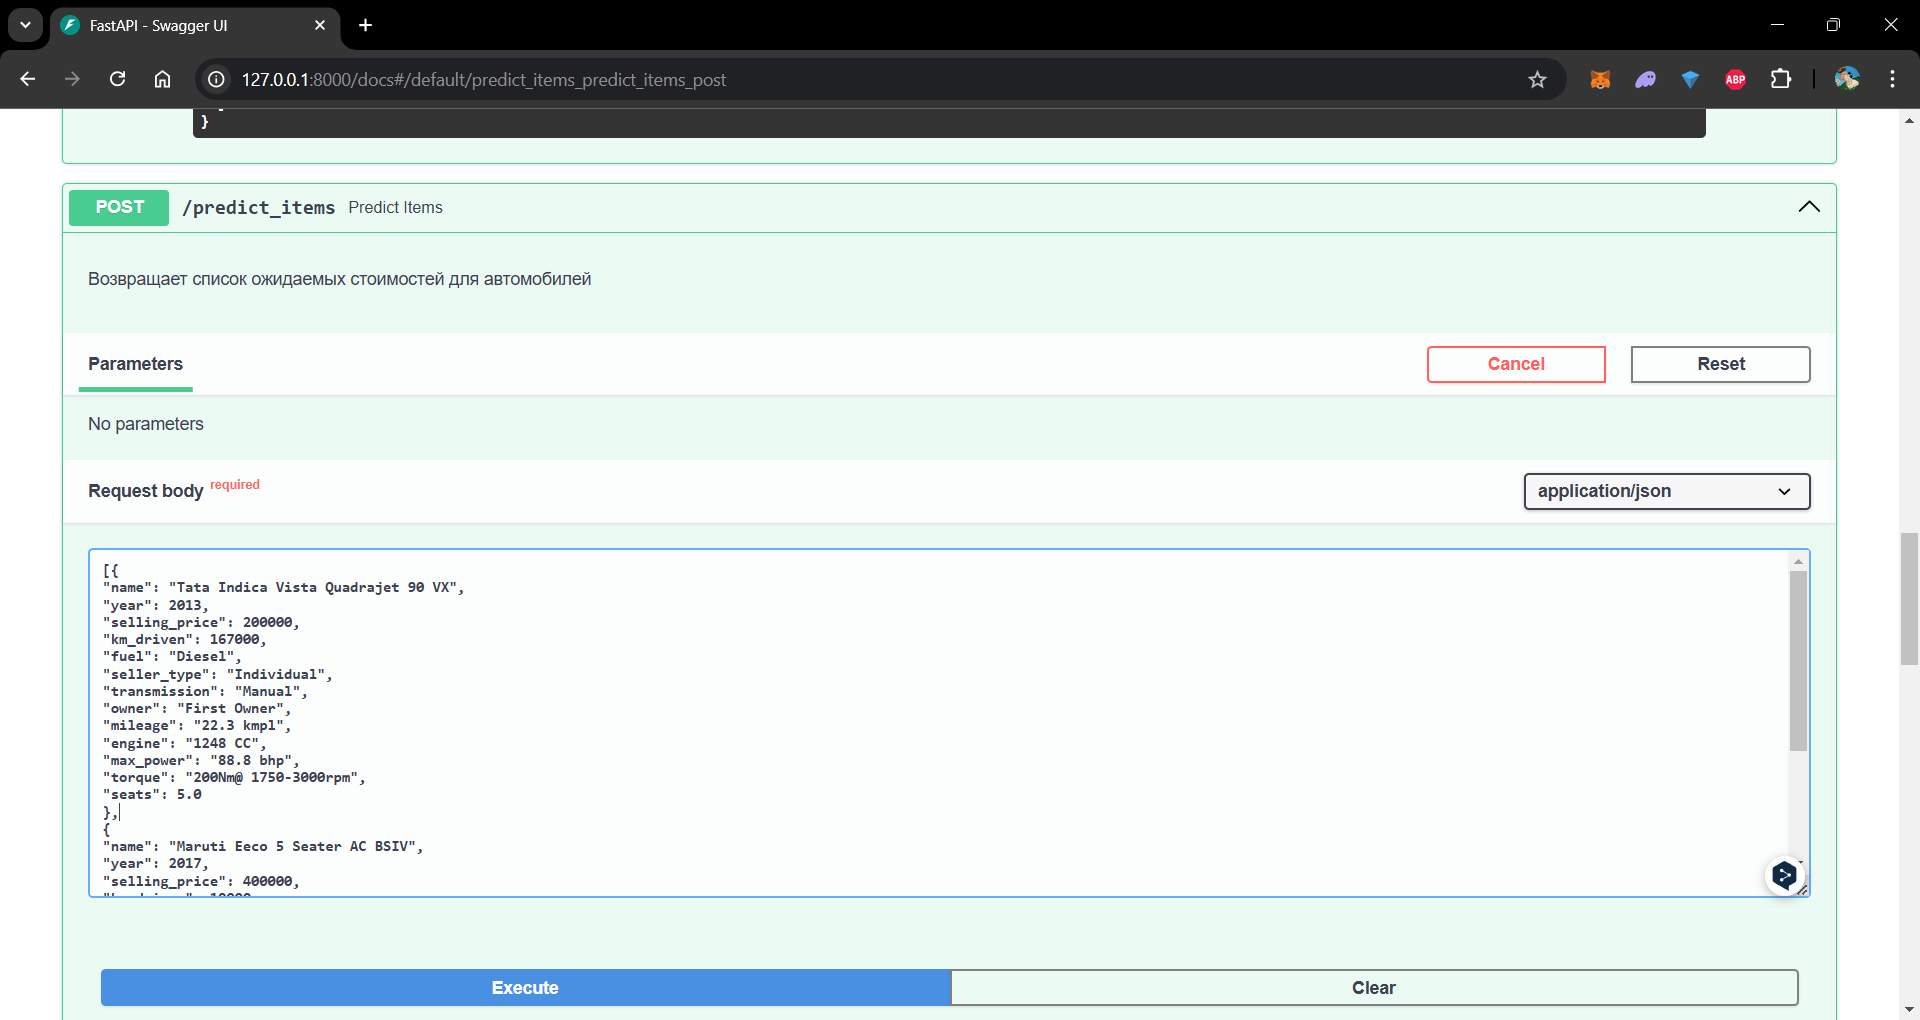 FastAPI - Swagger UI
127.0.0.1:8000/docs#/default/predict_items_predict_items_post
ABP
}
POST /predict_items Predict Items
Возвращает список ожидаемых стоимостей для автомобилей
Parameters
Cancel
Reset
No parameters
Request body required
application/json
[{
"name": "Tata Indica Vista Quadrajet 90 VX",
"year": 2013,
"selling_price": 200000,
"km_driven": 167000,
"fuel": "Diesel",
"seller_type": "Individual",
"transmission": "Manual",
"owner": "First Owner",
"mileage": "22.3 kmpl",
"engine": "1248 CC",
"max_power": "88.8 bhp",
"torque": "200Nm@ 1750-3000rpm",
"seats": 5.0
},
{
"name": "Maruti Eeco 5 Seater AC BSIV",
"year": 2017,
"selling_price": 400000,
Execute
Clear